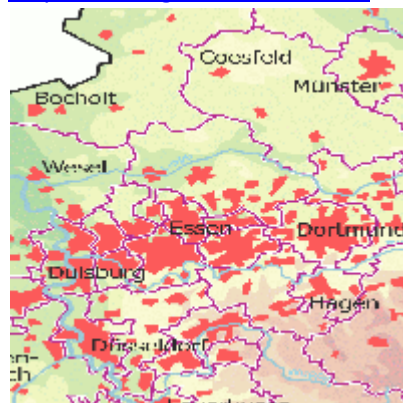 Coesfeld
Münster
Bocholt
Wesel
Essen
Dortmund
Duisburg
Hagen
Düsseldorf